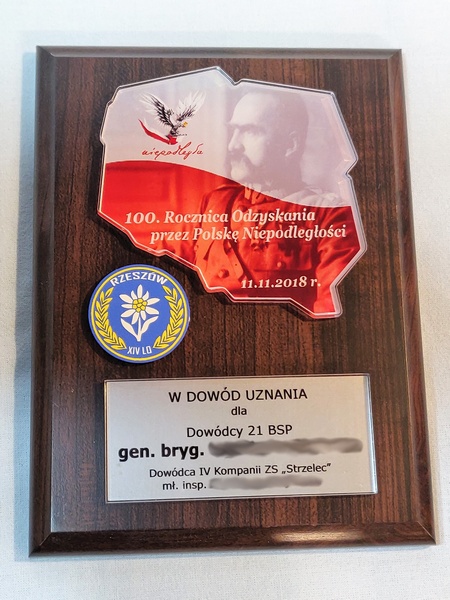 niepodległa
100. Rocznica Odzyskania
przez Polskę Niepodległości
11.11.2018 r.
RZESZÓW
XIV LO
W DOWÓD UZNANIA
dla
Dowódcy 21 BSP
gen. bryg.
Dowódca IV Kompanii ZS „Strzelec”
mł. insp.